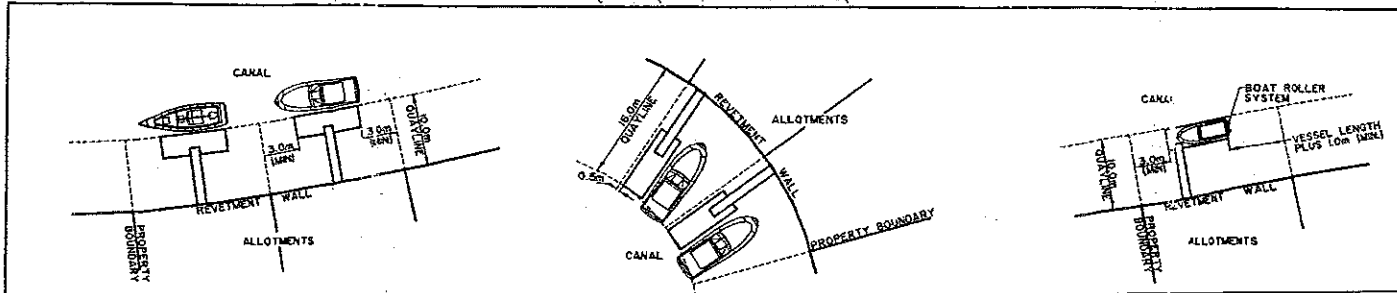 CANAL
QUAYLINE
10.0m
3.0m
(MIN)
3.0m
(MIN)
REVETMENT WALL
PROPERTY
BOUNDARY
ALLOTMENTS
16.0m
QUAYLINE
0.5m
REVETMENT
WALL
ALLOTMENTS
CANAL
PROPERTY BOUNDARY
CANAL
BOAT ROLLER
SYSTEM
VESSEL LENGTH
PLUS 1.0m (MIN.)
10.0m
QUAYLINE
3.0m
(MIN)
REVETMENT WALL
PROPERTY
BOUNDARY
ALLOTMENTS